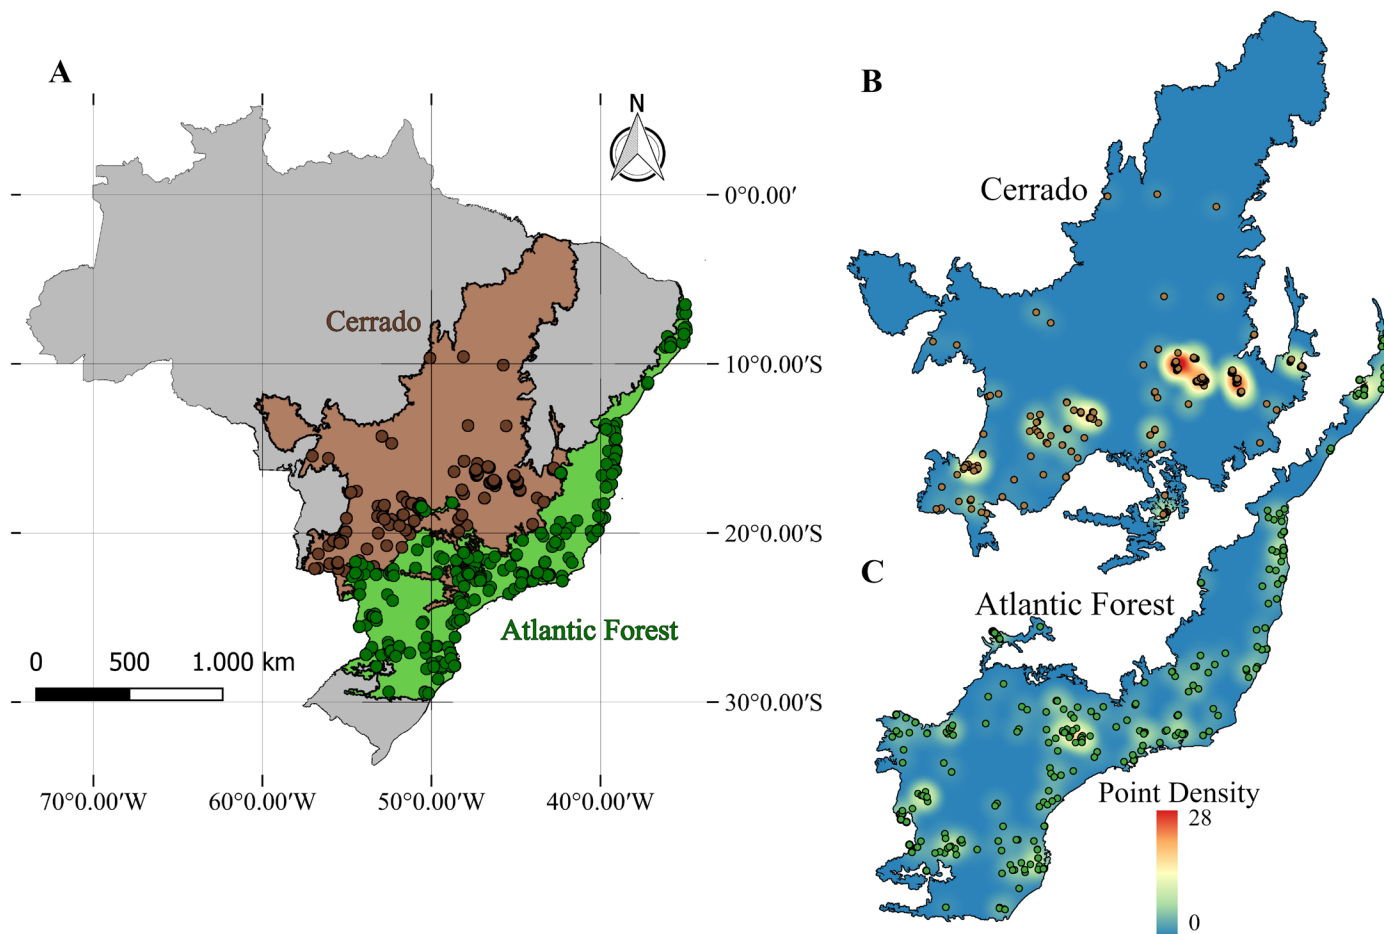 A
N
0°0.00′
Cerrado
10°0.00′S
20°0.00′S
Atlantic Forest
0 500 1.000 km
30°0.00′S
70°0.00′W 60°0.00′W 50°0.00′W 40°0.00′W
B
Cerrado
C
Atlantic Forest
Point Density
28
0